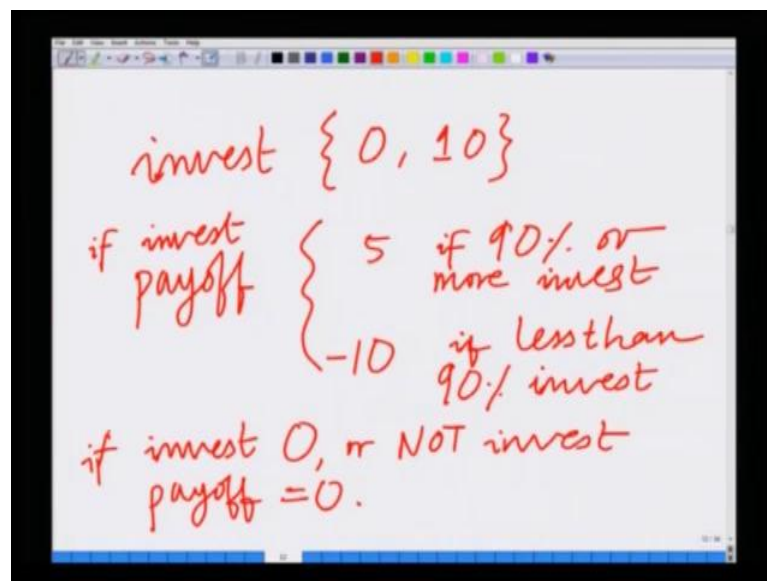 invest { 0, 10}
if invest payoff { 5 if 90% or more invest
-10 if less than 90% invest
if invest 0, or NOT invest
payoff = 0.